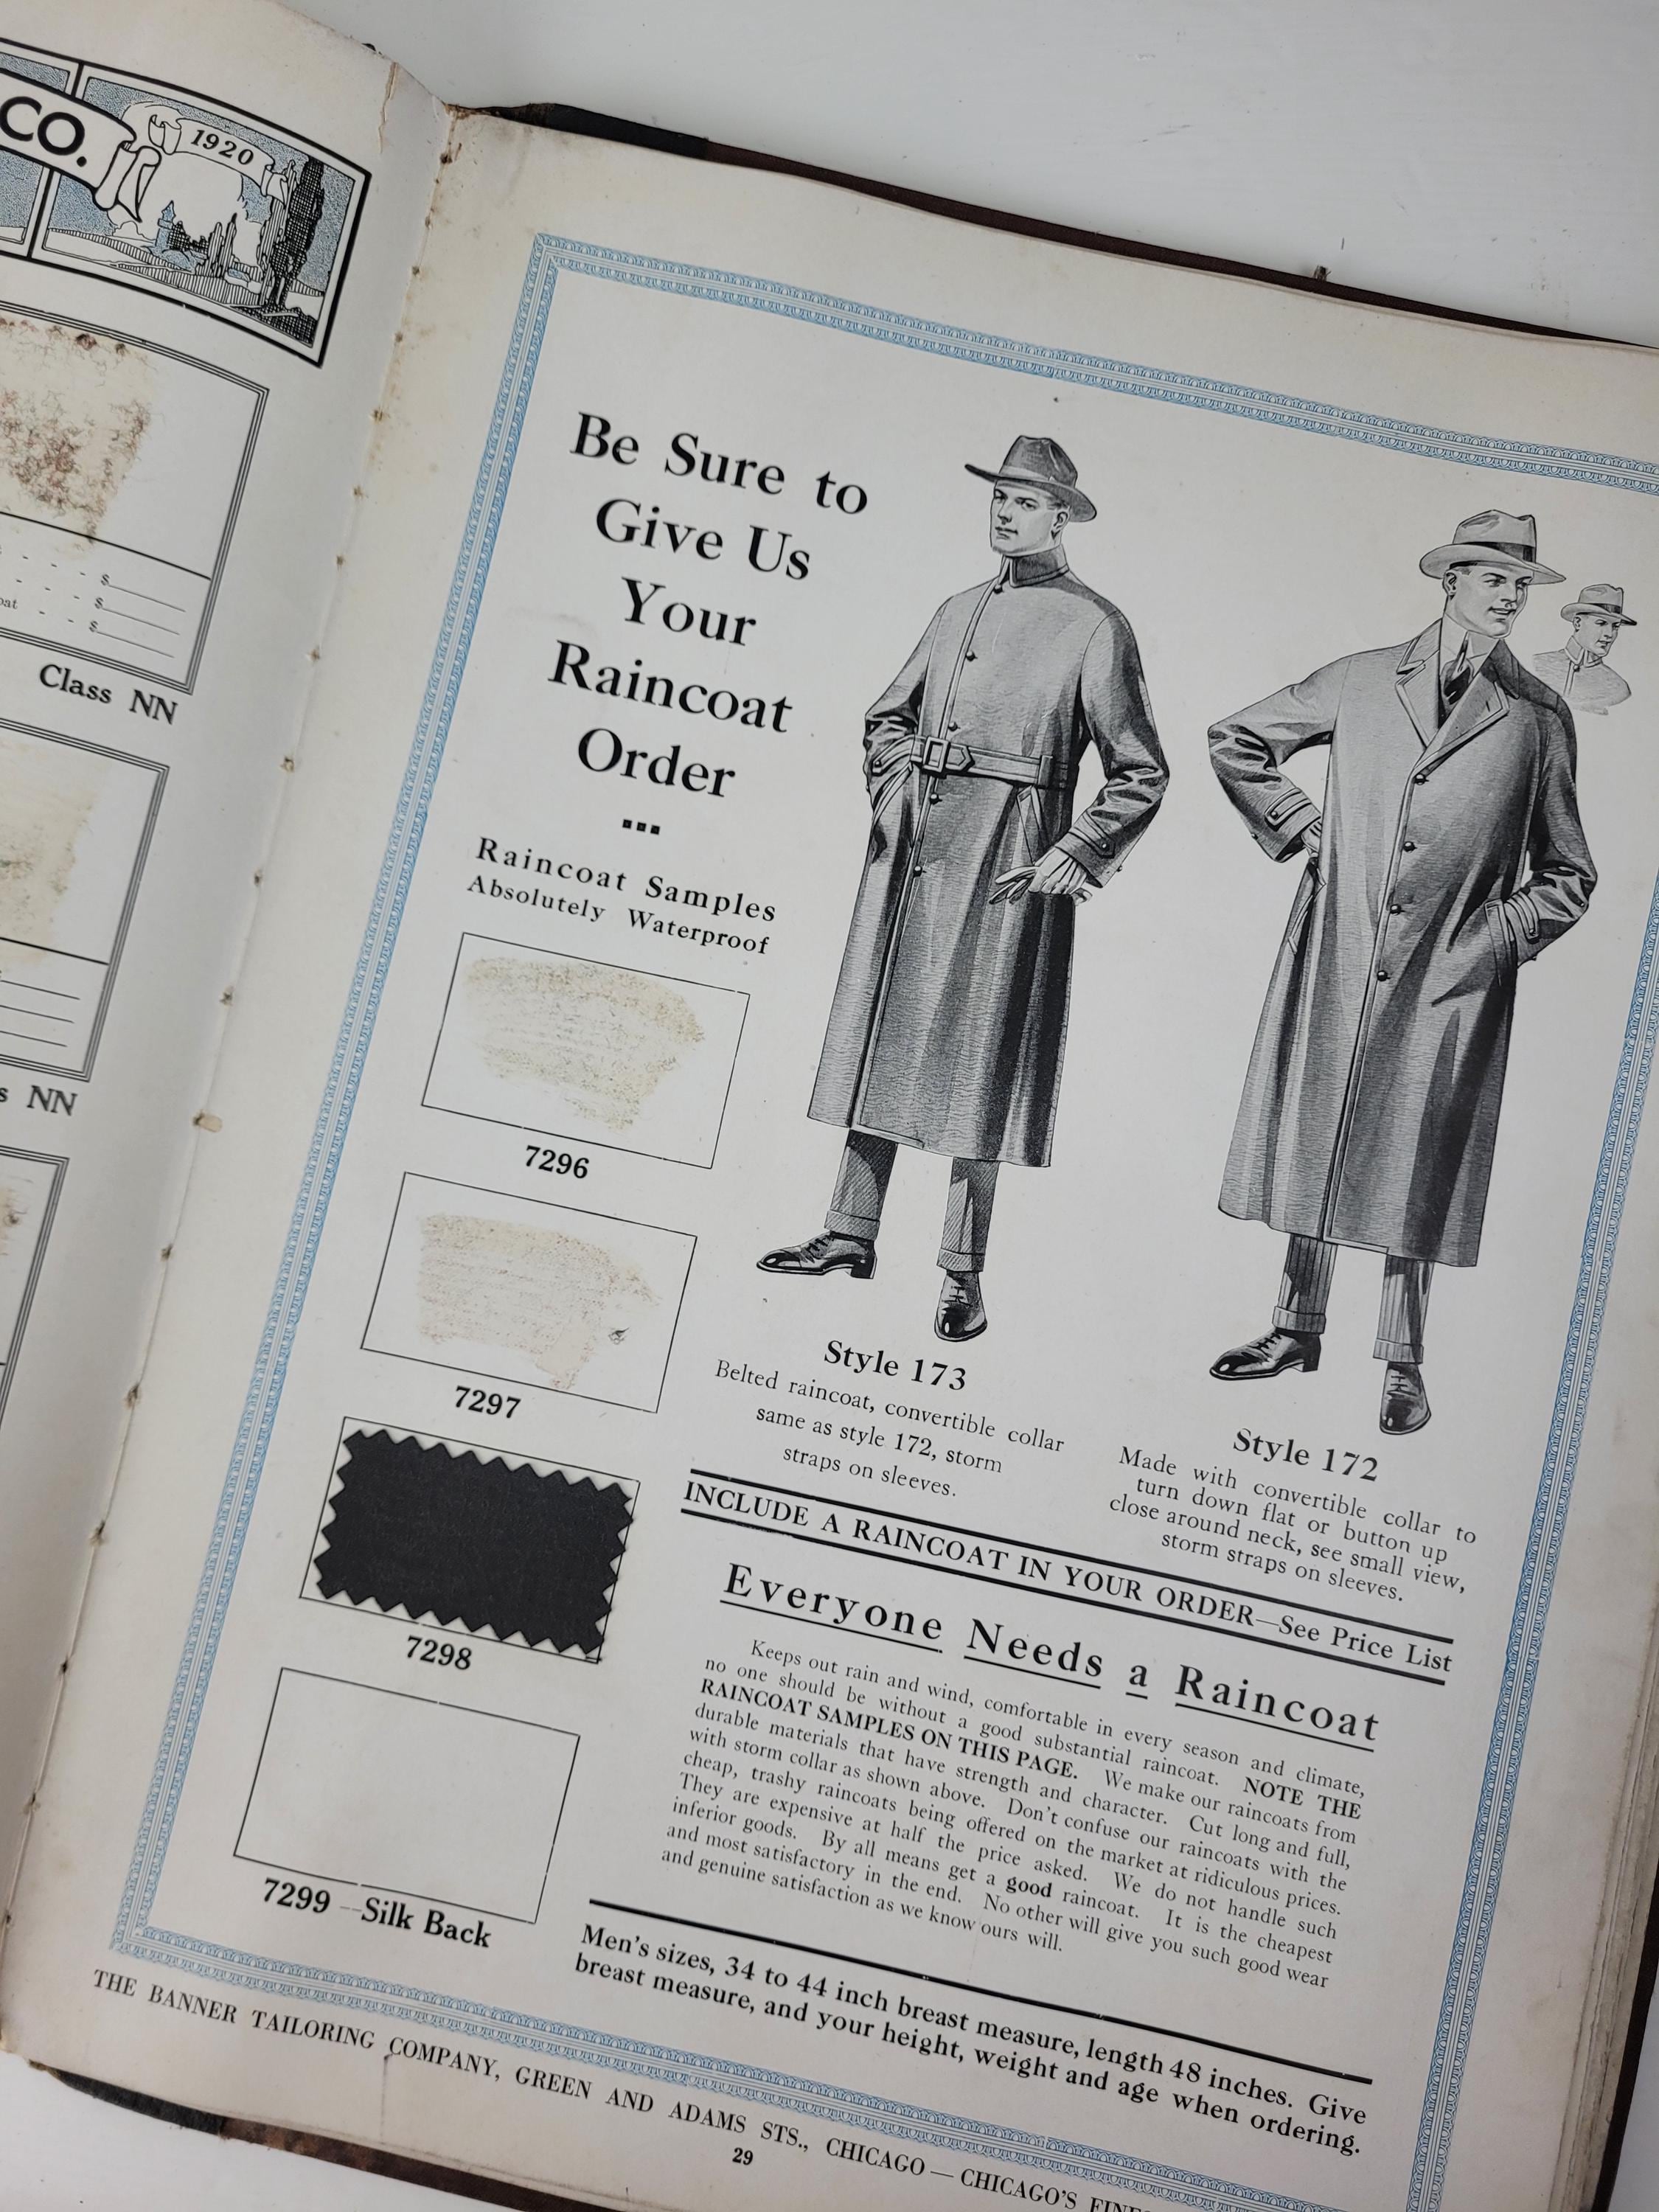 CO.
1920
$
$
oat - - $
Class NN
s NN
Be Sure to
Give Us
Your
Raincoat
Order
Raincoat Samples
Absolutely Waterproof
7296
7297
7298
7299 - Silk Back
Style 173
Belted raincoat, convertible collar
same as style 172, storm
straps on sleeves.
Style 172
Made with convertible collar to
turn down flat or button up
close around neck, see small view,
storm straps on sleeves.
INCLUDE A RAINCOAT IN YOUR ORDER—See Price List
Everyone Needs a Raincoat
Keeps out rain and wind, comfortable in every season and climate,
no one should be without a good substantial raincoat. NOTE THE
RAINCOAT SAMPLES ON THIS PAGE. We make our raincoats from
durable materials that have strength and character. Cut long and full,
with storm collar as shown above. Don't confuse our raincoats with the
cheap, trashy raincoats being offered on the market at ridiculous prices.
They are expensive at half the price asked. We do not handle such
inferior goods. By all means get a good raincoat. It is the cheapest
and most satisfactory in the end. No other will give you such good wear
and genuine satisfaction as we know ours will.
Men's sizes, 34 to 44 inch breast measure, length 48 inches. Give
breast measure, and your height, weight and age when ordering.
THE BANNER TAILORING COMPANY, GREEN AND ADAMS STS., CHICAGO — CHICAGO'S
29